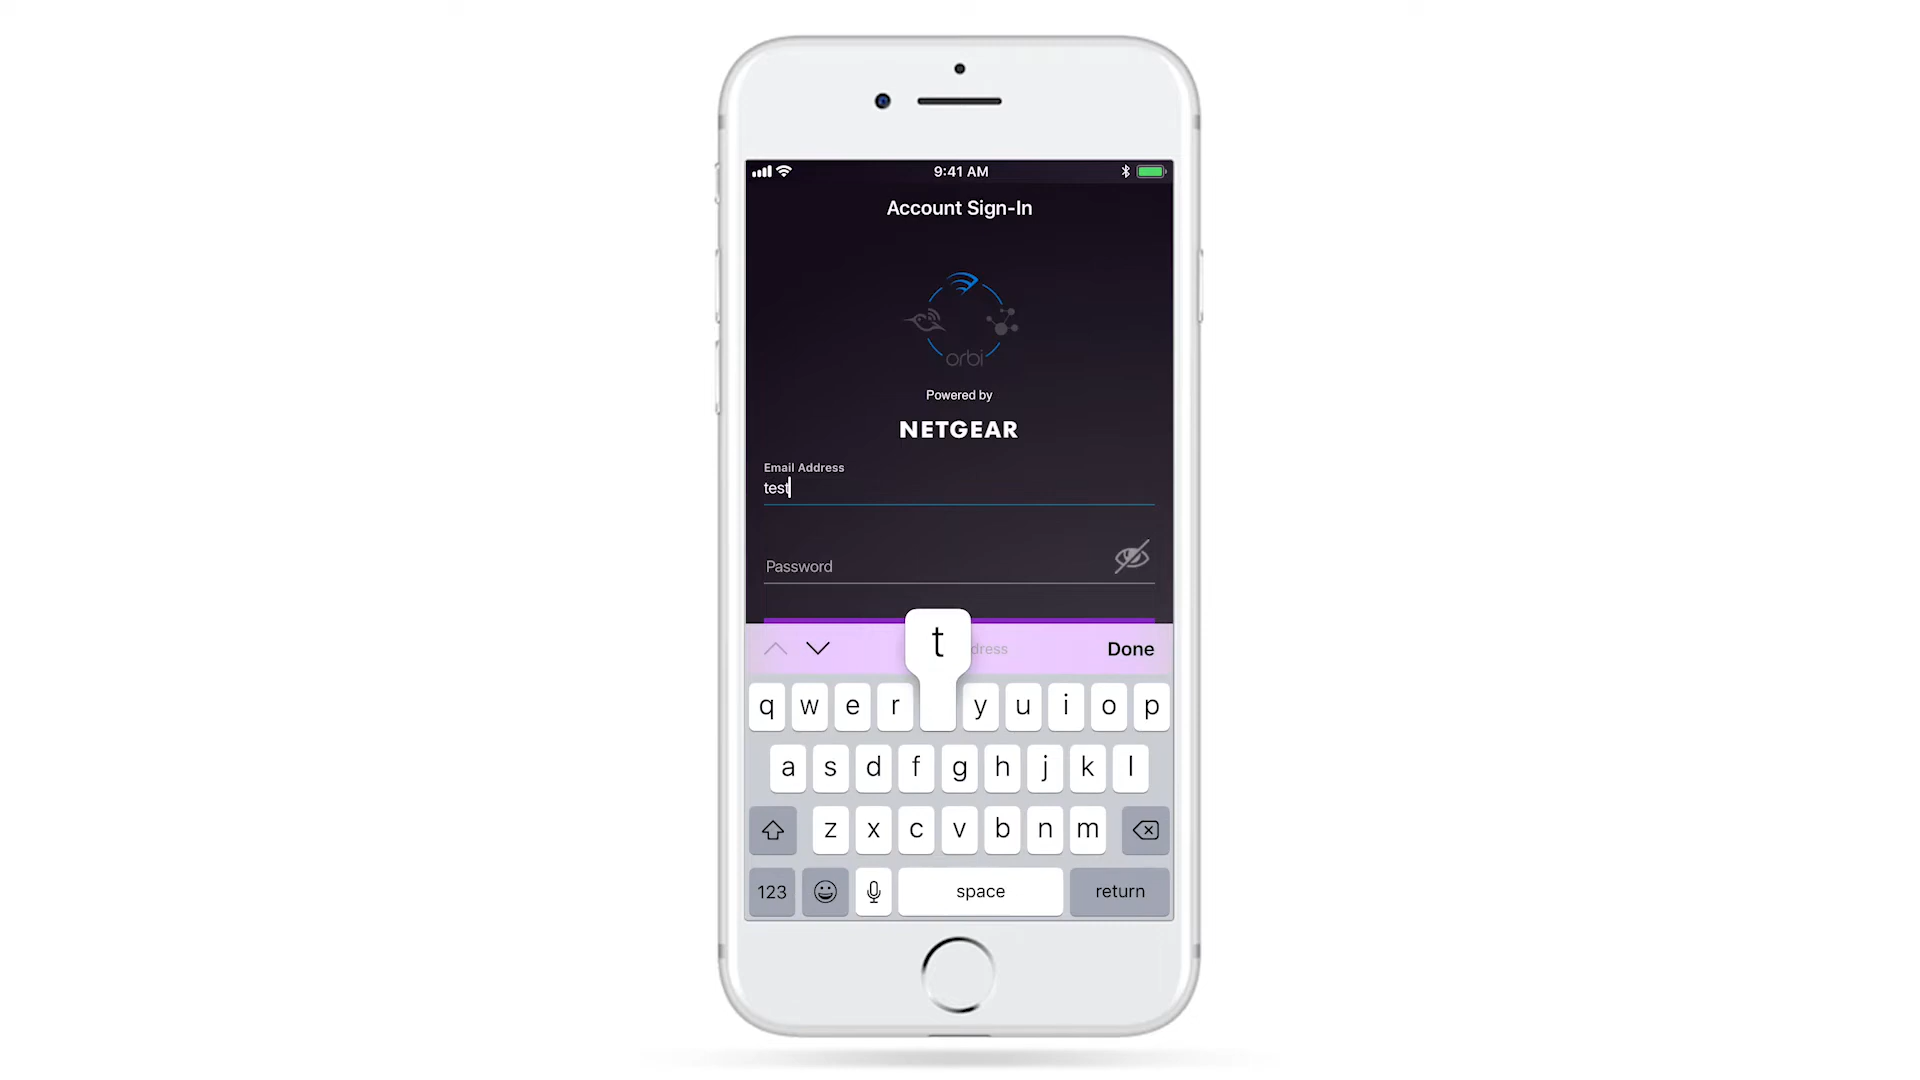 9:41 AM
Account Sign-In
orbi
Powered by
NETGEAR
Email Address
test
Password
t
dress
Done
q w e r y u i o p
a s d f g h j k l
z x c v b n m
123 space return